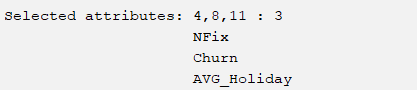 Selected attributes: 4,8,11 : 3
NFix
Churn
AVG_Holiday